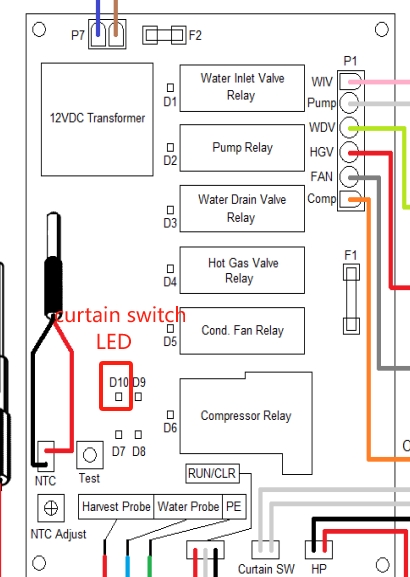 P7
F2
P1
12VDC Transformer
D1
Water Inlet Valve
Relay
WIV
Pump
D2
Pump Relay
WDV
HGV
FAN
Comp
D3
Water Drain Valve
Relay
D4
Hot Gas Valve
Relay
F1
curtain switch
LED
D5
Cond. Fan Relay
D10
D9
D6
Compressor Relay
D7
D8
NTC
Test
RUN/CLR
Harvest Probe
Water Probe
PE
NTC Adjust
Curtain SW
HP